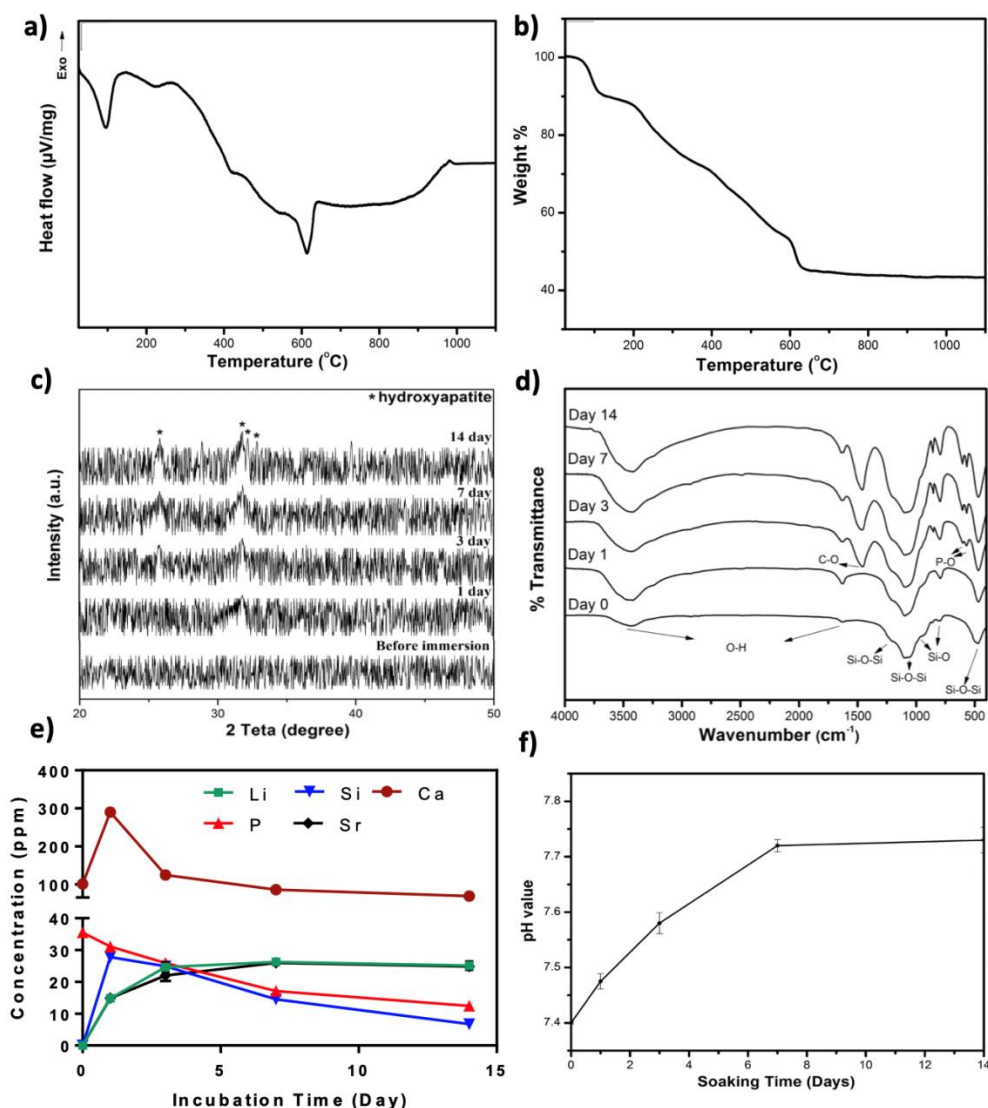 a)
Exo →
Heat flow (µV/mg)
200 400 600 800 1000
Temperature (°C)
b)
Weight %
100
80
60
40
200 400 600 800 1000
Temperature (°C)
c)
* hydroxyapatite
* * * *
14 day
7 day
3 day
1 day
Before immersion
Intensity (a.u.)
20 30 40 50
2 Teta (degree)
d)
% Transmittance
Day 14
Day 7
Day 3
Day 1
Day 0
C-O
P-O
O-H
Si-O-Si
Si-O-Si
Si-O
Si-O-Si
4000 3500 3000 2500 2000 1500 1000 500
Wavenumber (cm⁻¹)
e)
Concentration (ppm)
400
300
200
100
40
30
20
10
0
Li Si Ca
P Sr
0 5 10 15
Incubation Time (Day)
f)
pH value
7.8
7.7
7.6
7.5
7.4
0 2 4 6 8 10 12 14
Soaking Time (Days)